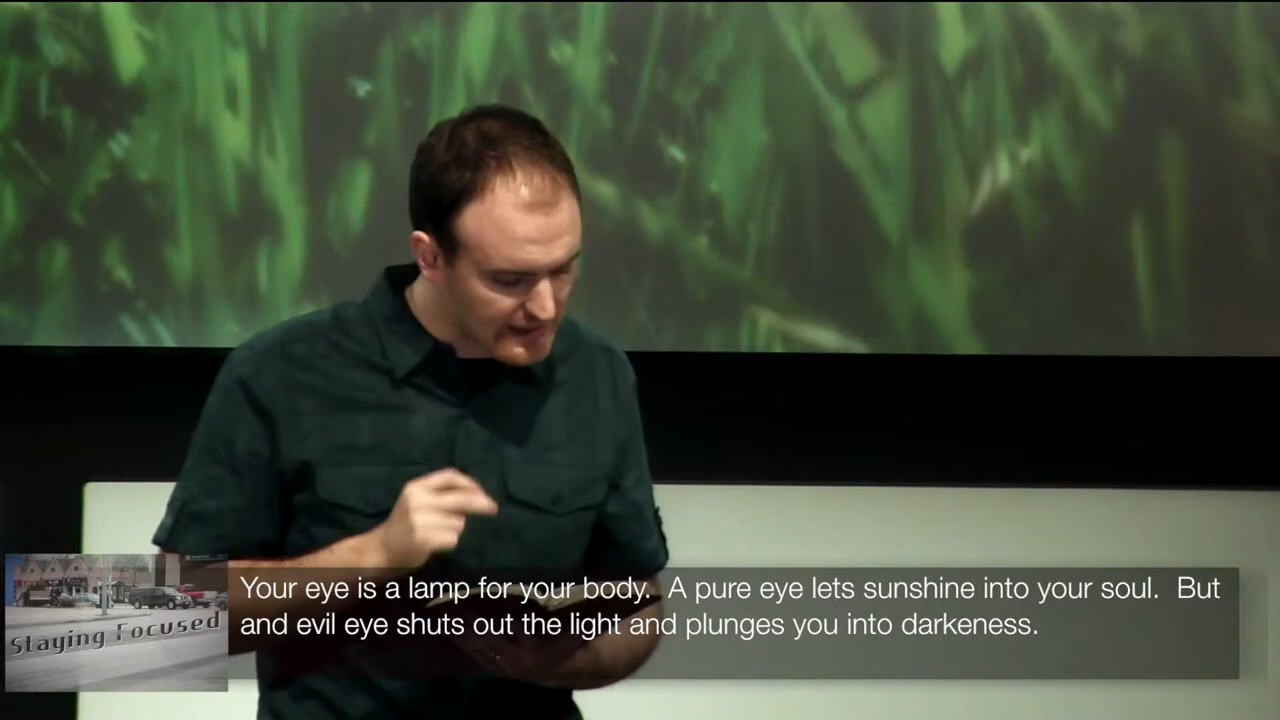 Your eye is a lamp for your body.  A pure eye lets sunshine into your soul.  But
and evil eye shuts out the light and plunges you into darkeness.
Staying Focused